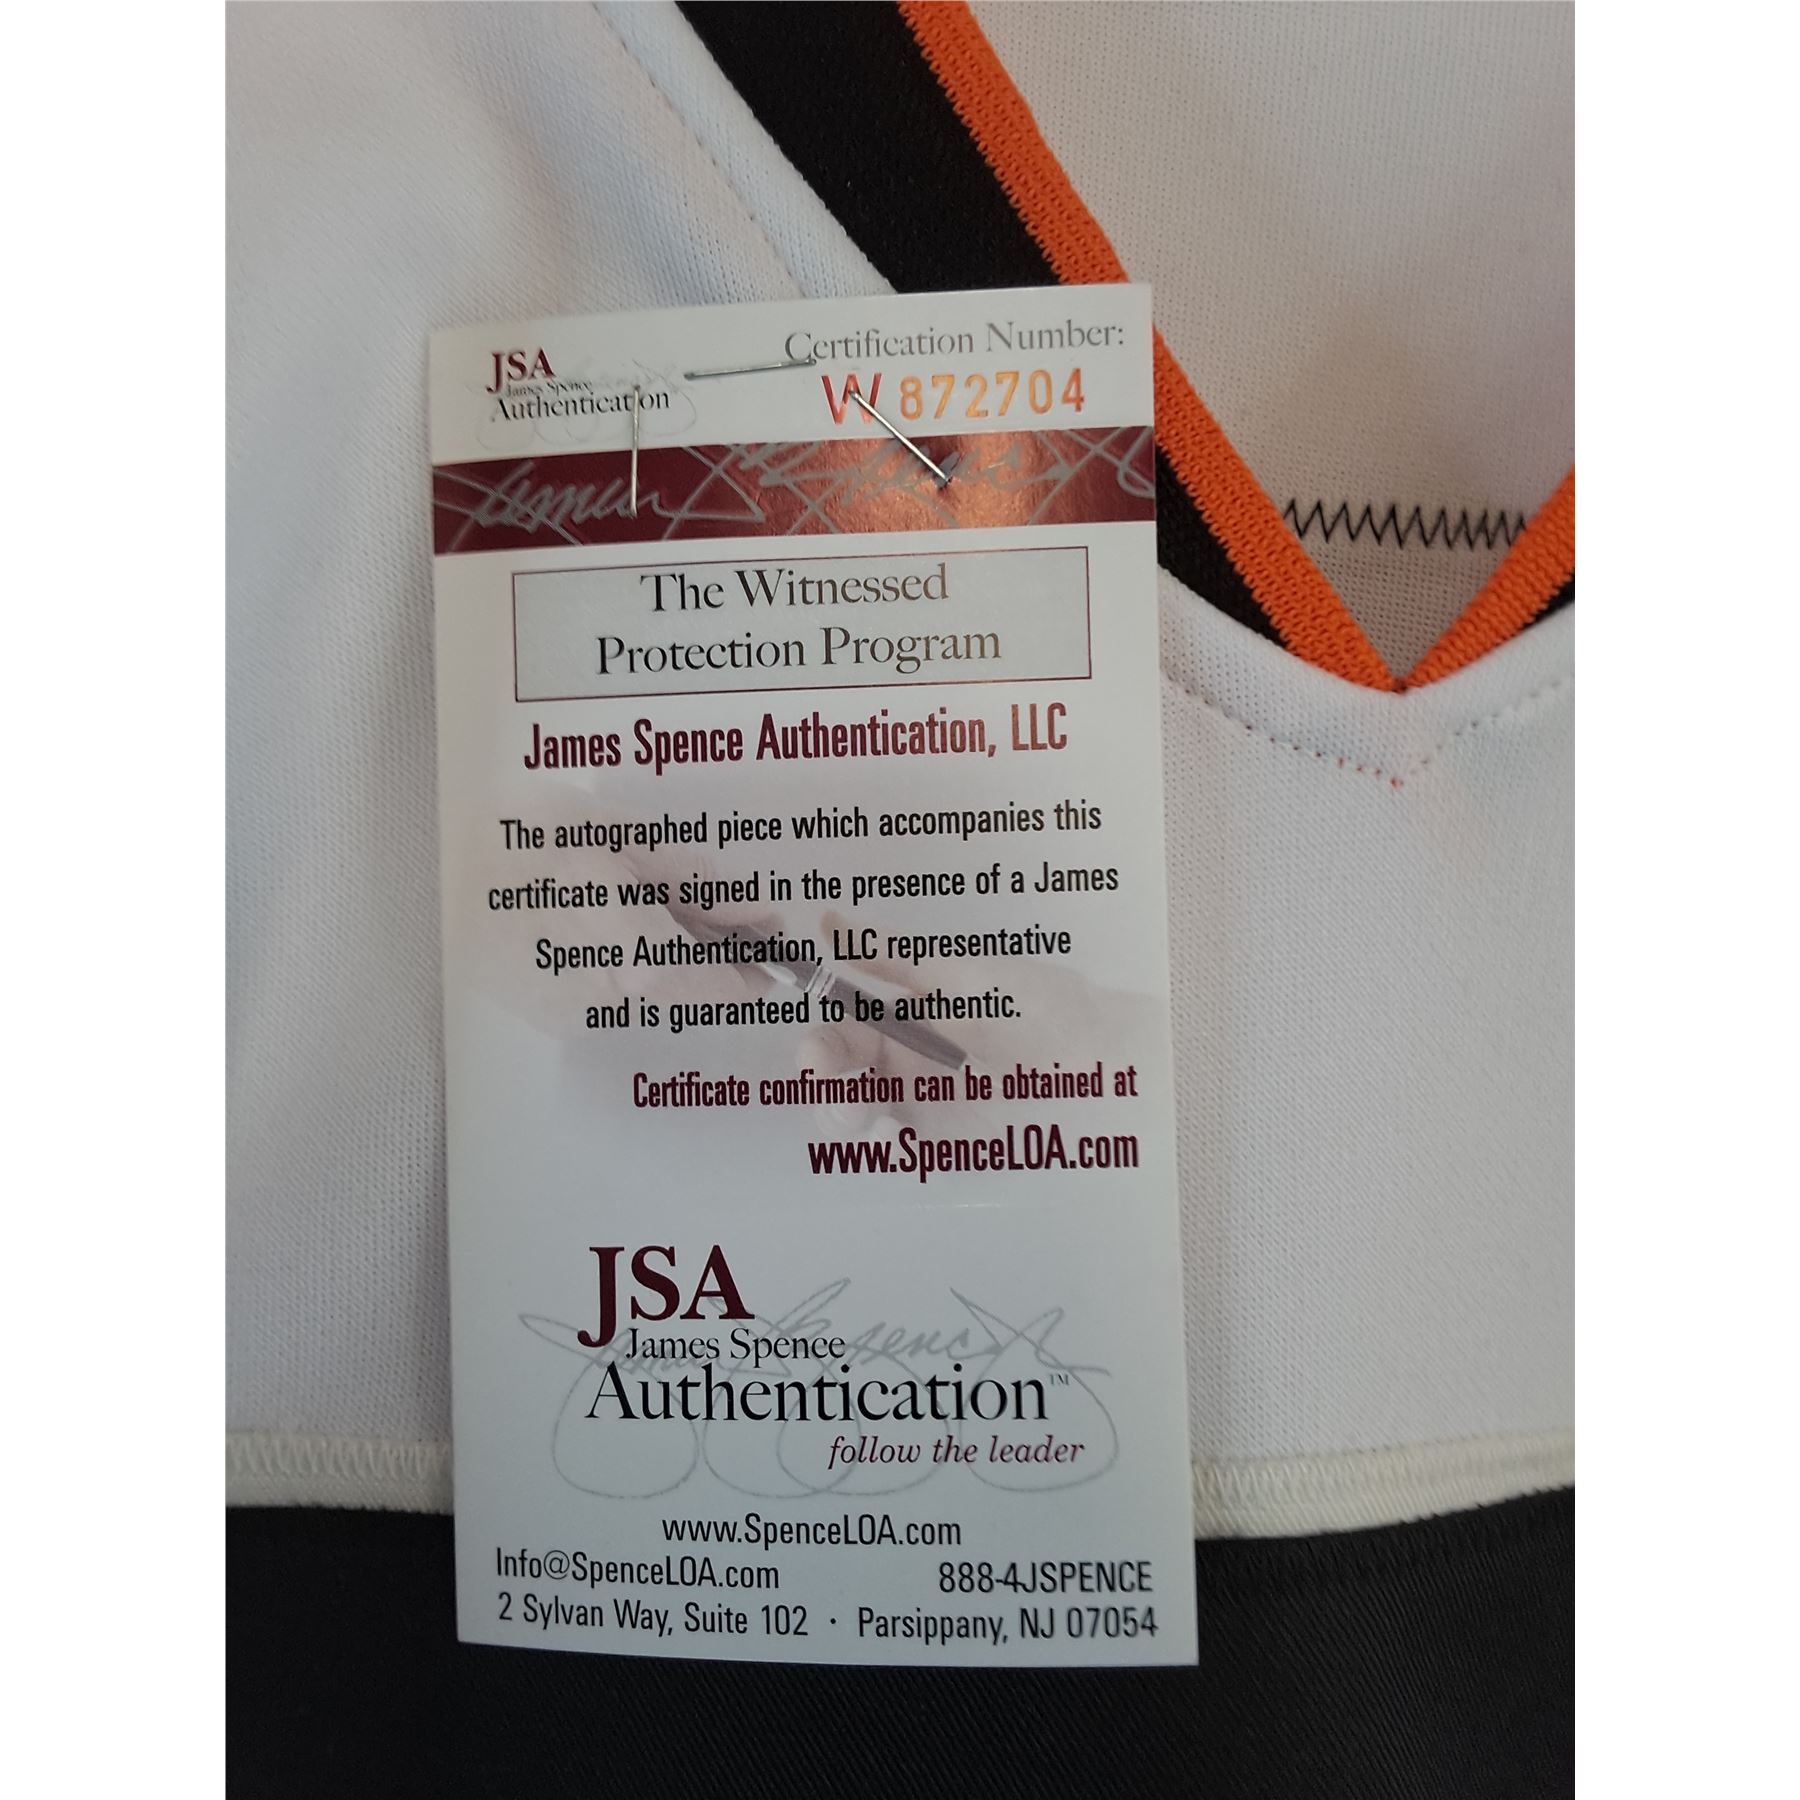 JSA
James Spence
Authentication
Certification Number:
W 872704
The Witnessed
Protection Program
James Spence Authentication, LLC
The autographed piece which accompanies this
certificate was signed in the presence of a James
Spence Authentication, LLC representative
and is guaranteed to be authentic.
Certificate confirmation can be obtained at
www.SpenceLOA.com
JSA
James Spence
Authentication™
follow the leader
www.SpenceLOA.com
Info@SpenceLOA.com 888-4JSPENCE
2 Sylvan Way, Suite 102 · Parsippany, NJ 07054